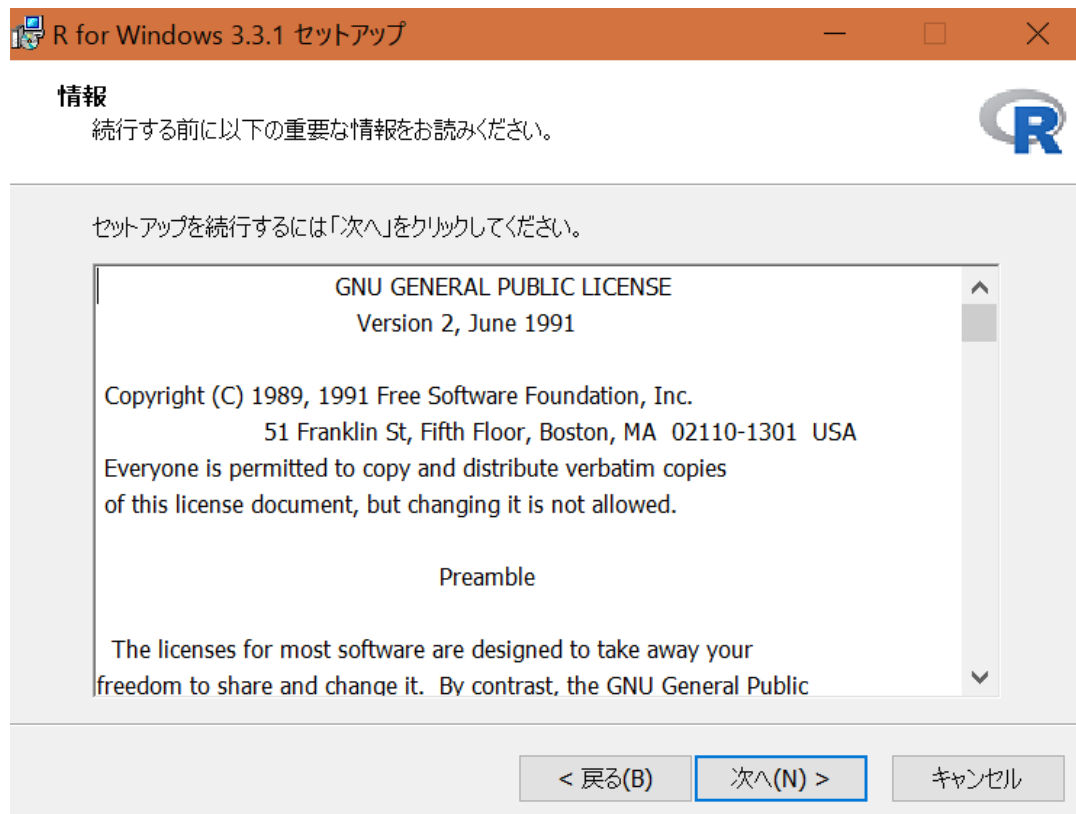 R for Windows 3.3.1 セットアップ
情報
続行する前に以下の重要な情報をお読みください。
R
セットアップを続行するには「次へ」をクリックしてください。
GNU GENERAL PUBLIC LICENSE
Version 2, June 1991
Copyright (C) 1989, 1991 Free Software Foundation, Inc.
51 Franklin St, Fifth Floor, Boston, MA 02110-1301 USA
Everyone is permitted to copy and distribute verbatim copies
of this license document, but changing it is not allowed.
Preamble
The licenses for most software are designed to take away your
freedom to share and change it. By contrast, the GNU General Public
< 戻る(B) 次へ(N) > キャンセル